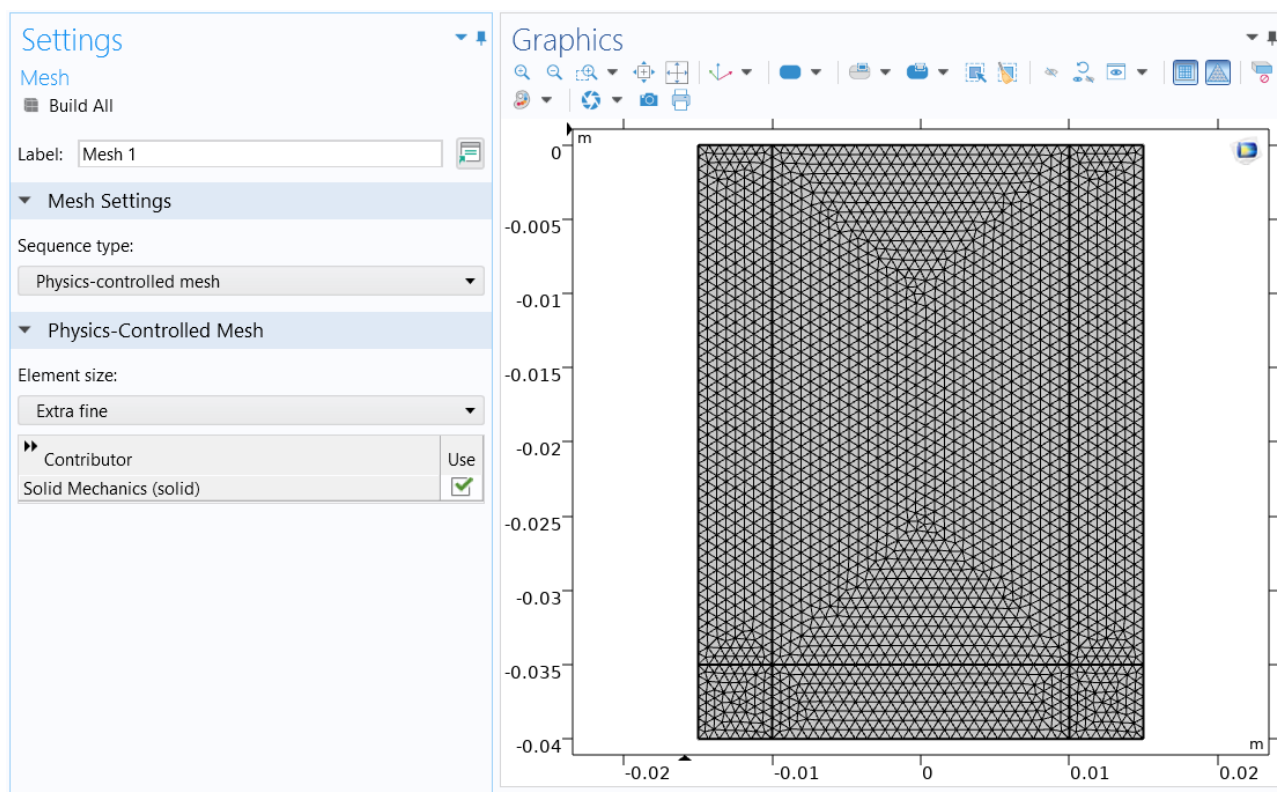 Settings
Mesh
Build All
Label: Mesh 1
Mesh Settings
Sequence type:
Physics-controlled mesh
Physics-Controlled Mesh
Element size:
Extra fine
Contributor Use
Solid Mechanics (solid)
Graphics
m
0
-0.005
-0.01
-0.015
-0.02
-0.025
-0.03
-0.035
-0.04
m
-0.02 -0.01 0 0.01 0.02